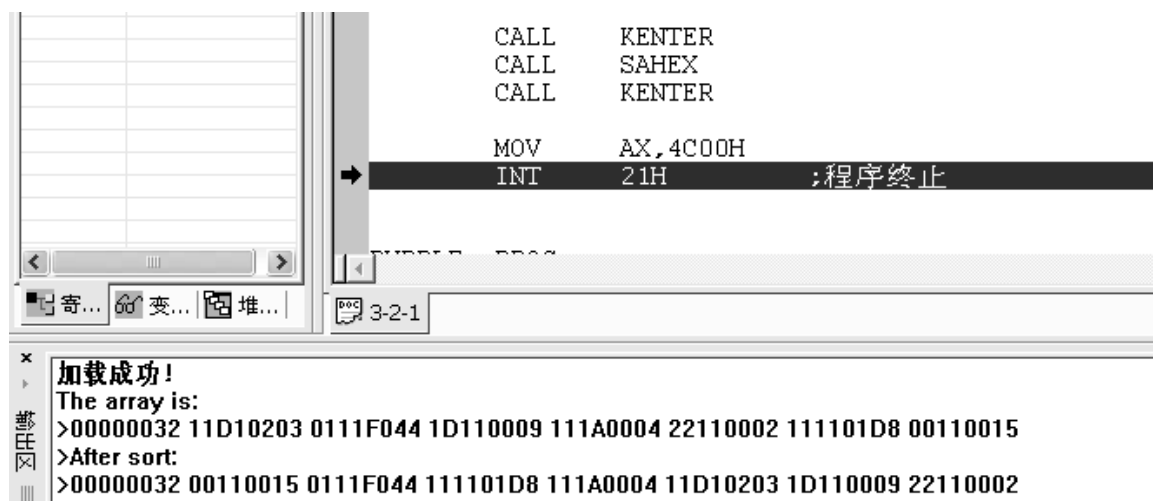 CALL KENTER
CALL SAHEX
CALL KENTER
MOV AX,4C00H
INT 21H ;程序终止
寄... 变... 堆...
3-2-1
加载成功!
The array is:
>00000032 11D10203 0111F044 1D110009 111A0004 22110002 111101D8 00110015
>After sort:
>00000032 00110015 0111F044 111101D8 111A0004 11D10203 1D110009 22110002